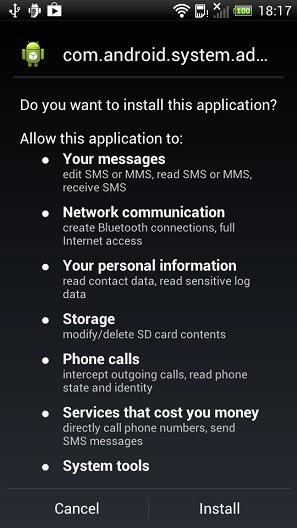 18:17
com.android.system.ad...
Do you want to install this application?
Allow this application to:
Your messages
edit SMS or MMS, read SMS or MMS,
receive SMS
Network communication
create Bluetooth connections, full
Internet access
Your personal information
read contact data, read sensitive log
data
Storage
modify/delete SD card contents
Phone calls
intercept outgoing calls, read phone
state and identity
Services that cost you money
directly call phone numbers, send
SMS messages
System tools
Cancel
Install